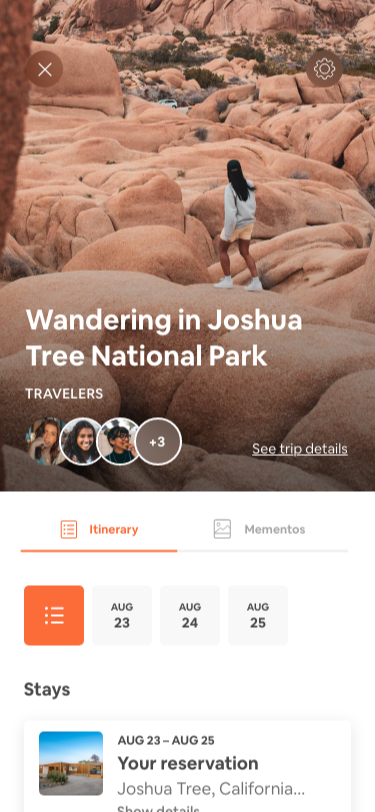 Wandering in Joshua
Tree National Park
TRAVELERS
+3
See trip details
Itinerary
Mementos
AUG
23
AUG
24
AUG
25
Stays
AUG 23 – AUG 25
Your reservation
Joshua Tree, California...
Show details